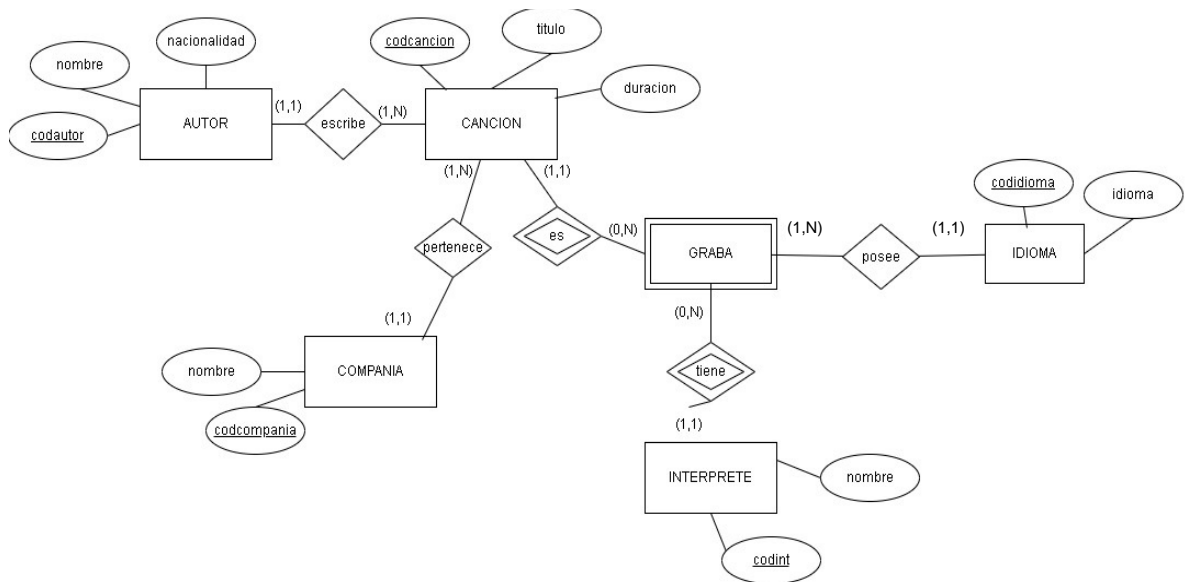 nacionalidad
nombre
codautor
AUTOR
(1,1)
escribe
(1,N)
codcancion
titulo
duracion
CANCION
(1,N)
(1,1)
pertenece
es
(0,N)
GRABA
(1,N)
posee
(1,1)
codidioma
idioma
IDIOMA
(1,1)
nombre
COMPANIA
codcompania
(0,N)
tiene
(1,1)
INTERPRETE
nombre
codint